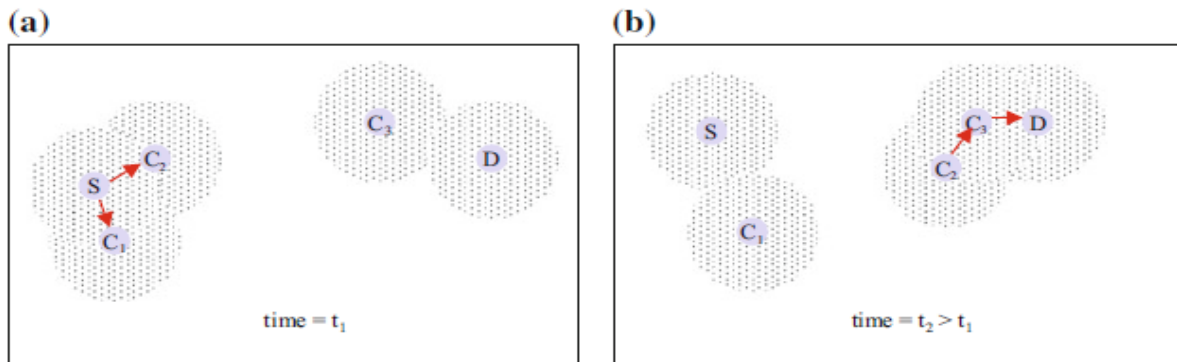 (a)
C₃
C₂
D
S
C₁
time = t₁
(b)
S
C₃ D
C₂
C₁
time = t₂ > t₁